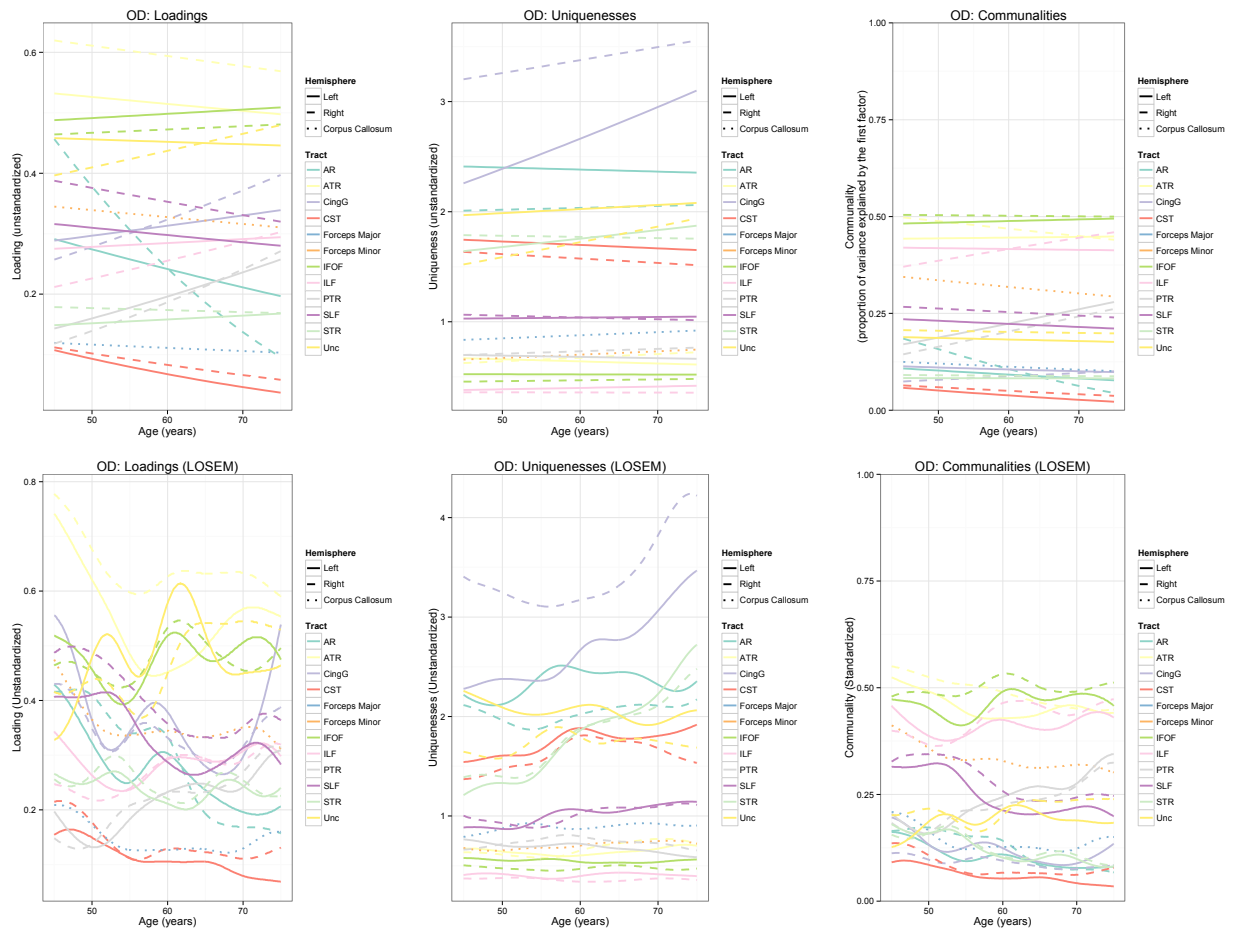 OD: Loadings
Loading (unstandardized)
0.6
0.4
0.2
50
60
70
Age (years)
Hemisphere
Left
Right
Corpus Callosum
Tract
AR
ATR
CingG
CST
Forceps Major
Forceps Minor
IFOF
ILF
PTR
SLF
STR
Unc
OD: Uniquenesses
Uniqueness (unstandardized)
3
2
1
50
60
70
Age (years)
Hemisphere
Left
Right
Corpus Callosum
Tract
AR
ATR
CingG
CST
Forceps Major
Forceps Minor
IFOF
ILF
PTR
SLF
STR
Unc
OD: Communalities
Communality
(proportion of variance explained by the first factor)
1.00
0.75
0.50
0.25
0.00
50
60
70
Age (years)
Hemisphere
Left
Right
Corpus Callosum
Tract
AR
ATR
CingG
CST
Forceps Major
Forceps Minor
IFOF
ILF
PTR
SLF
STR
Unc
OD: Loadings (LOSEM)
Loading (Unstandardized)
0.8
0.6
0.4
0.2
50
60
70
Age (years)
Hemisphere
Left
Right
Corpus Callosum
Tract
AR
ATR
CingG
CST
Forceps Major
Forceps Minor
IFOF
ILF
PTR
SLF
STR
Unc
OD: Uniquenesses (LOSEM)
Uniquenesses (Unstandardized)
4
3
2
1
50
60
70
Age (years)
Hemisphere
Left
Right
Corpus Callosum
Tract
AR
ATR
CingG
CST
Forceps Major
Forceps Minor
IFOF
ILF
PTR
SLF
STR
Unc
OD: Communalities (LOSEM)
Communality (Standardized)
1.00
0.75
0.50
0.25
0.00
50
60
70
Age (years)
Hemisphere
Left
Right
Corpus Callosum
Tract
AR
ATR
CingG
CST
Forceps Major
Forceps Minor
IFOF
ILF
PTR
SLF
STR
Unc